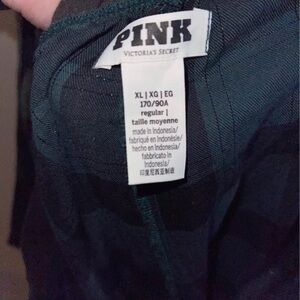 PINK
VICTORIA'S SECRET
XL | XG | EG
170/90A
regular |
taille moyenne
made in Indonesia/
fabriqué en Indonésie/
hecho en Indonesia/
fabbricato in
Indonesia/
印度尼西亚制造